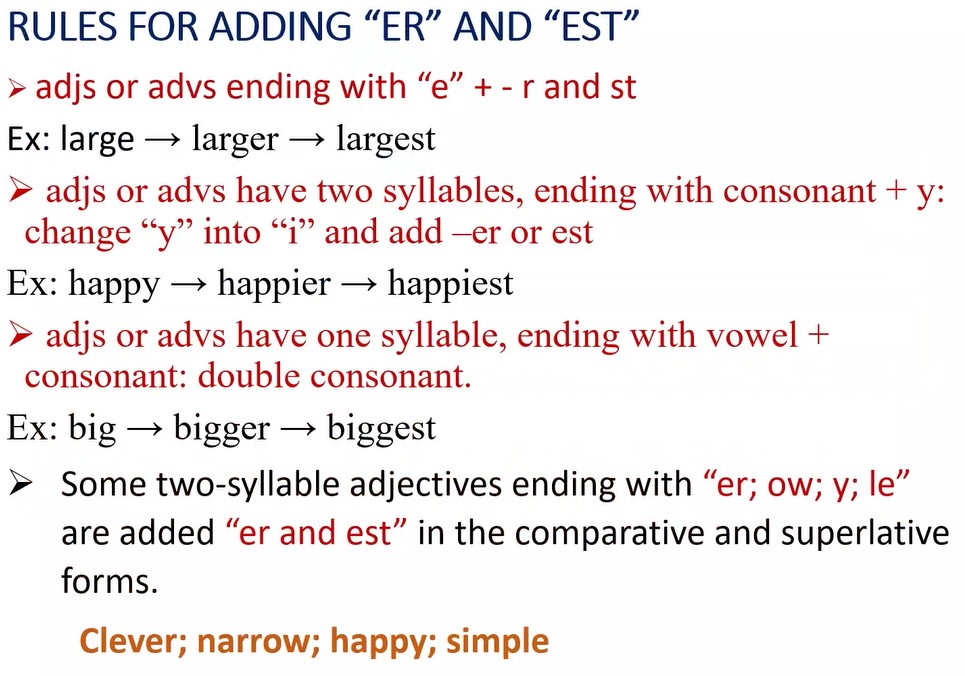 RULES FOR ADDING “ER” AND “EST”
➢ adjs or advs ending with “e” + - r and st
Ex: large → larger → largest
➢ adjs or advs have two syllables, ending with consonant + y:
change “y” into “i” and add –er or est
Ex: happy → happier → happiest
➢ adjs or advs have one syllable, ending with vowel +
consonant: double consonant.
Ex: big → bigger → biggest
➢ Some two-syllable adjectives ending with “er; ow; y; le”
are added “er and est” in the comparative and superlative
forms.
Clever; narrow; happy; simple